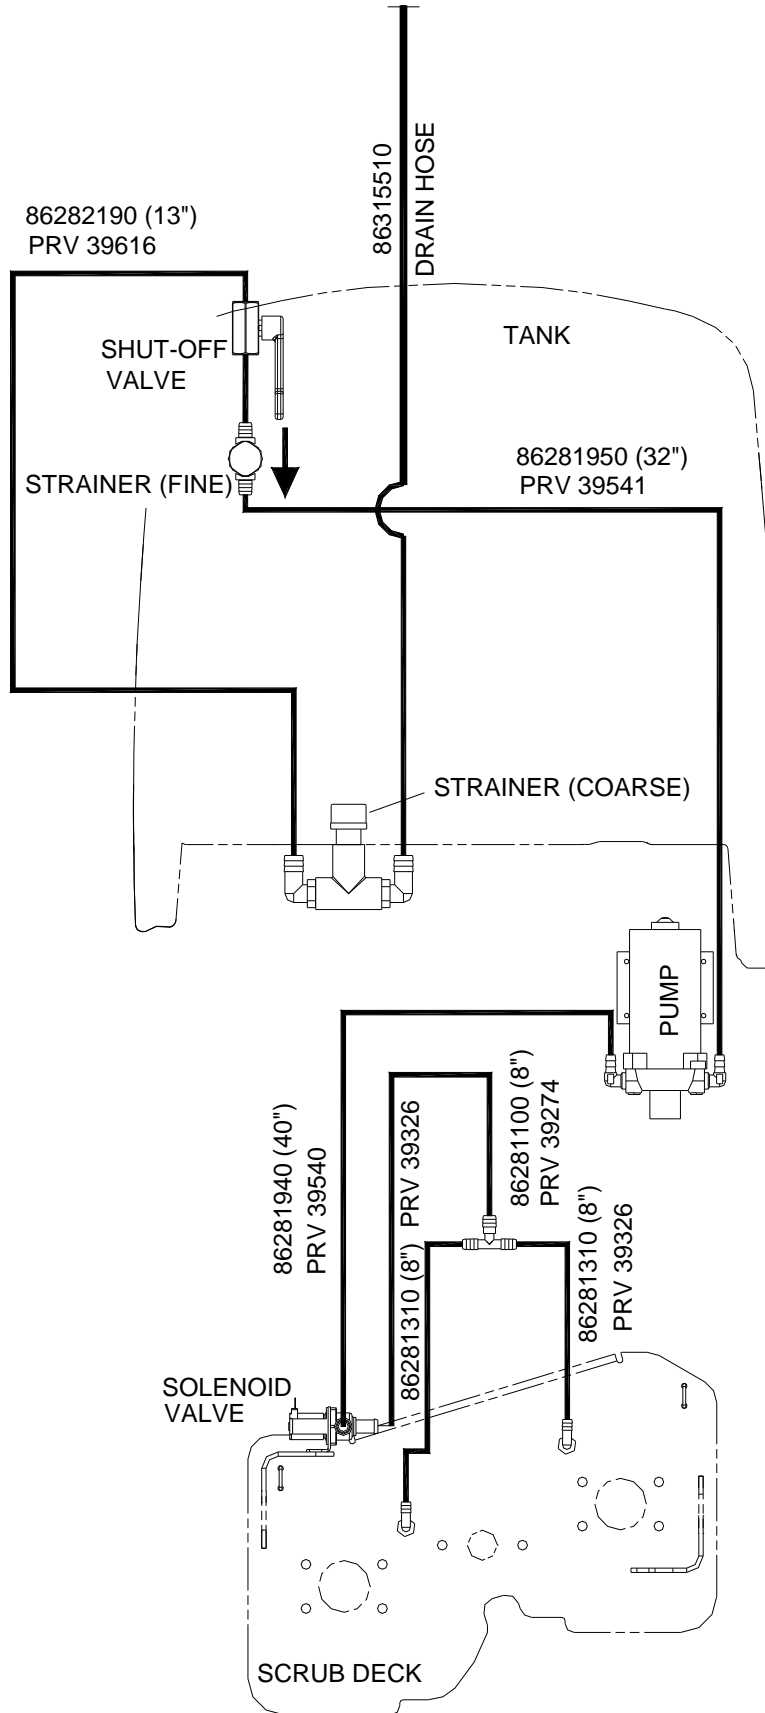 86315510
DRAIN HOSE
86282190 (13")
PRV 39616
TANK
SHUT-OFF
VALVE
86281950 (32")
PRV 39541
STRAINER (FINE)
STRAINER (COARSE)
PUMP
86281940 (40")
PRV 39540
86281310 (8")
PRV 39326
86281100 (8")
PRV 39274
86281310 (8")
PRV 39326
SOLENOID
VALVE
SCRUB DECK